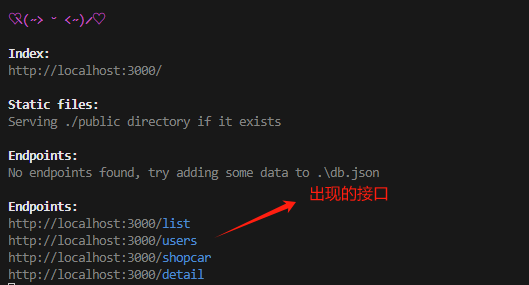 ♡⸜(˶˃ ᵕ ˂˶)⸝♡
Index:
http://localhost:3000/
Static files:
Serving ./public directory if it exists
Endpoints:
No endpoints found, try adding some data to .\db.json
出现的接口
Endpoints:
http://localhost:3000/list
http://localhost:3000/users
http://localhost:3000/shopcar
http://localhost:3000/detail